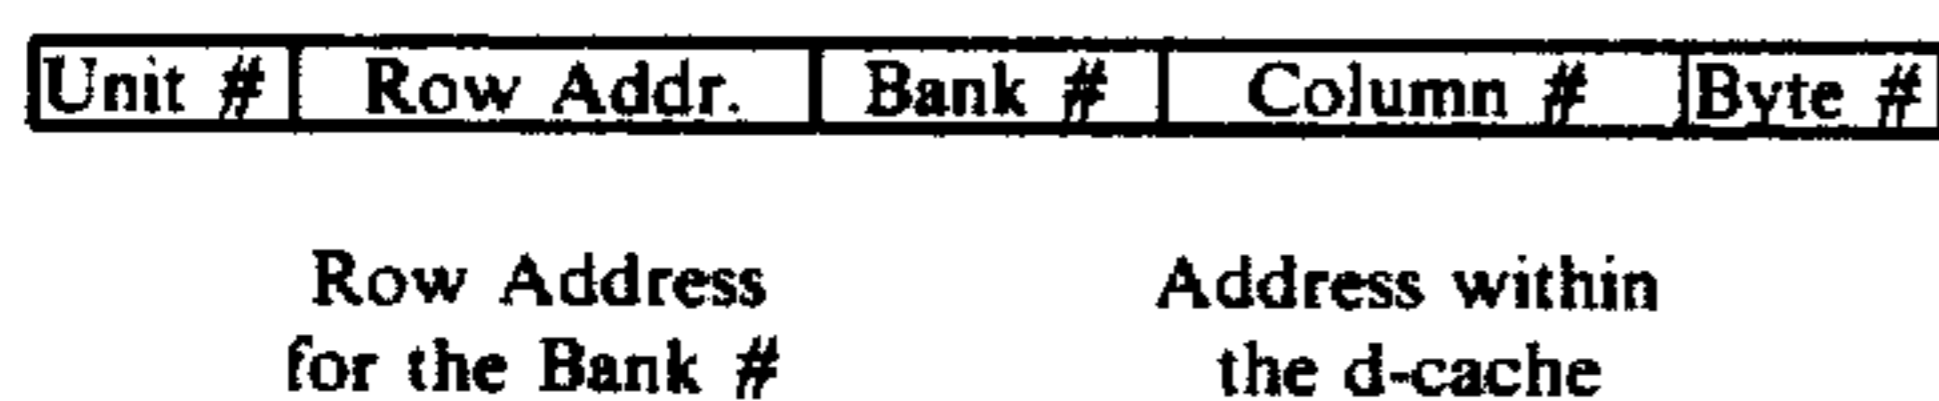 Unit # Row Addr. Bank # Column # Byte #
Row Address Address within
for the Bank # the d-cache